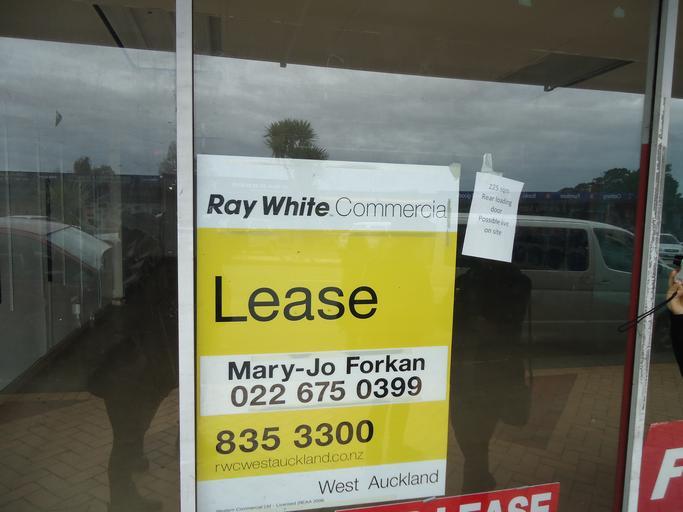 Ray White Commercial
Lease
Mary-Jo Forkan
022 675 0399
835 3300
rwcwestauckland.co.nz
West Auckland
225 sqm
Rear loading
door
Possible live
on site
LEASE
F